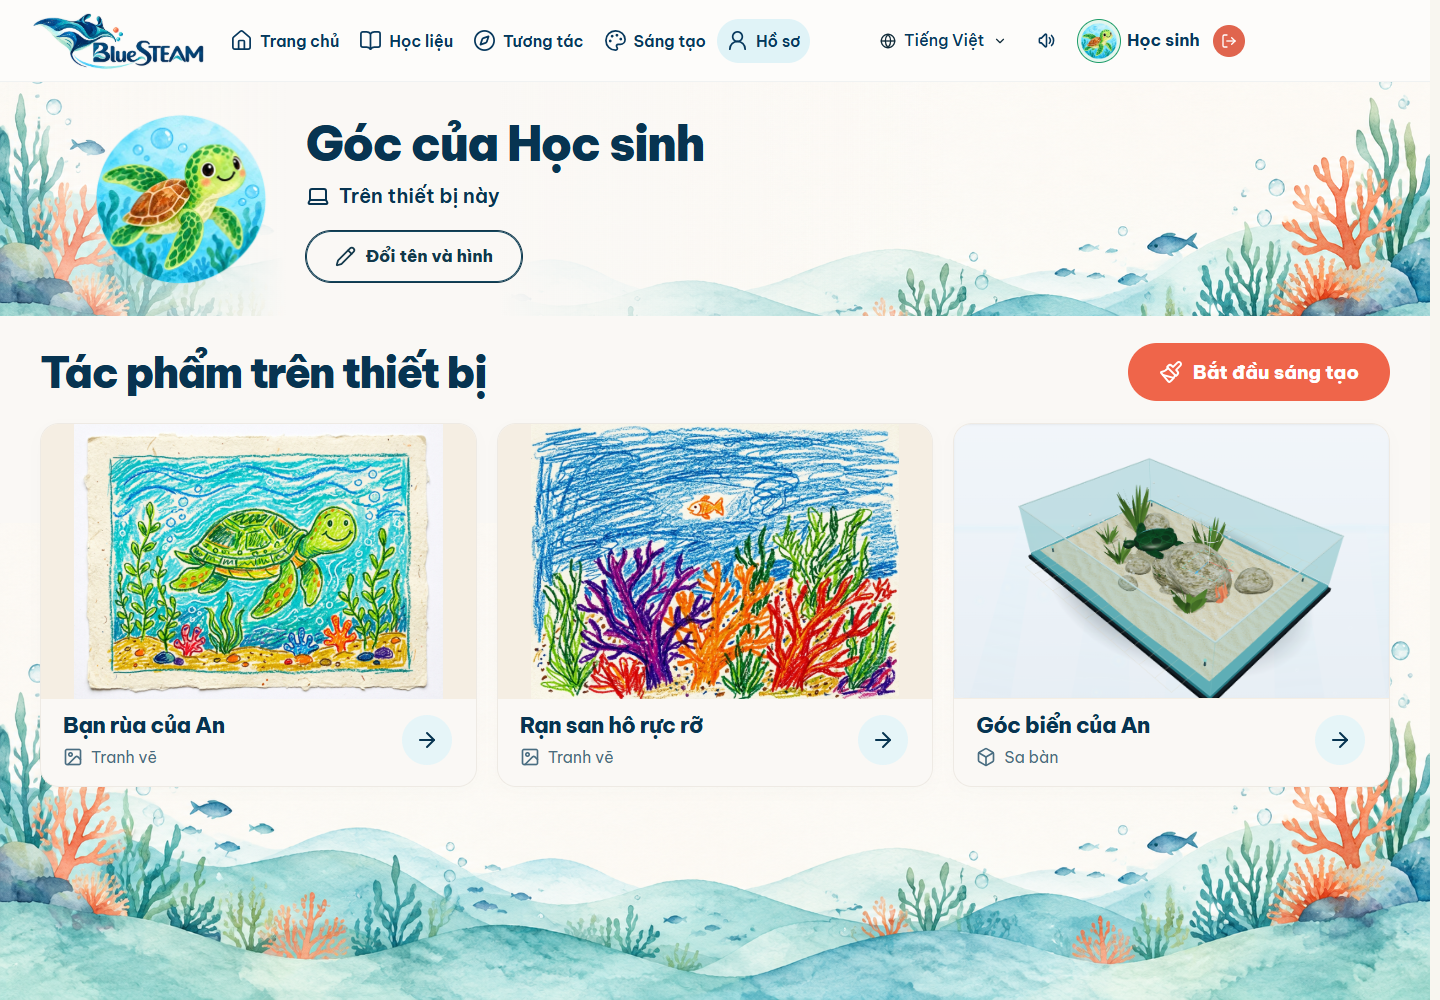 BlueSTEAM
Trang chủ
Học liệu
Tương tác
Sáng tạo
Hồ sơ
Tiếng Việt
Học sinh
Góc của Học sinh
Trên thiết bị này
Đổi tên và hình
Tác phẩm trên thiết bị
Bắt đầu sáng tạo
Bạn rùa của An
Tranh vẽ
Rạn san hô rực rỡ
Tranh vẽ
Góc biển của An
Sa bàn